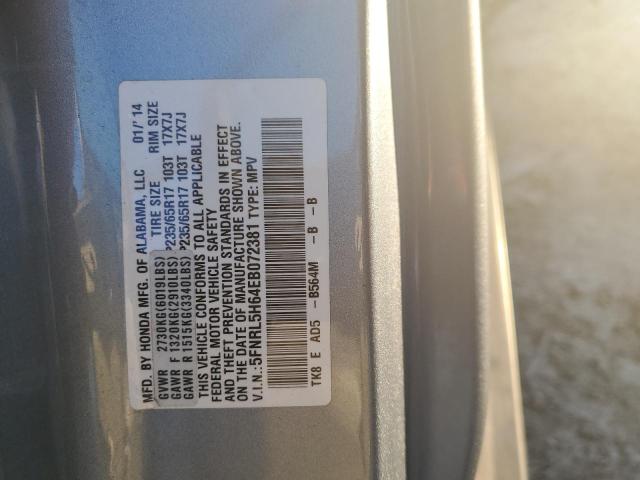 MFD. BY HONDA MFG. OF ALABAMA, LLC 01/'14
GVWR 2730KG(6019LBS) TIRE SIZE RIM SIZE
GAWR F 1320KG(2910LBS) P235/65R17 103T 17X7J
GAWR R 1515KG(3340LBS) P235/65R17 103T 17X7J
THIS VEHICLE CONFORMS TO ALL APPLICABLE
FEDERAL MOTOR VEHICLE SAFETY
AND THEFT PREVENTION STANDARDS IN EFFECT
ON THE DATE OF MANUFACTURE SHOWN ABOVE.
V.I.N.:5FNRL5H64EB072381 TYPE: MPV
TK8 E AD5 -B564M -B -B